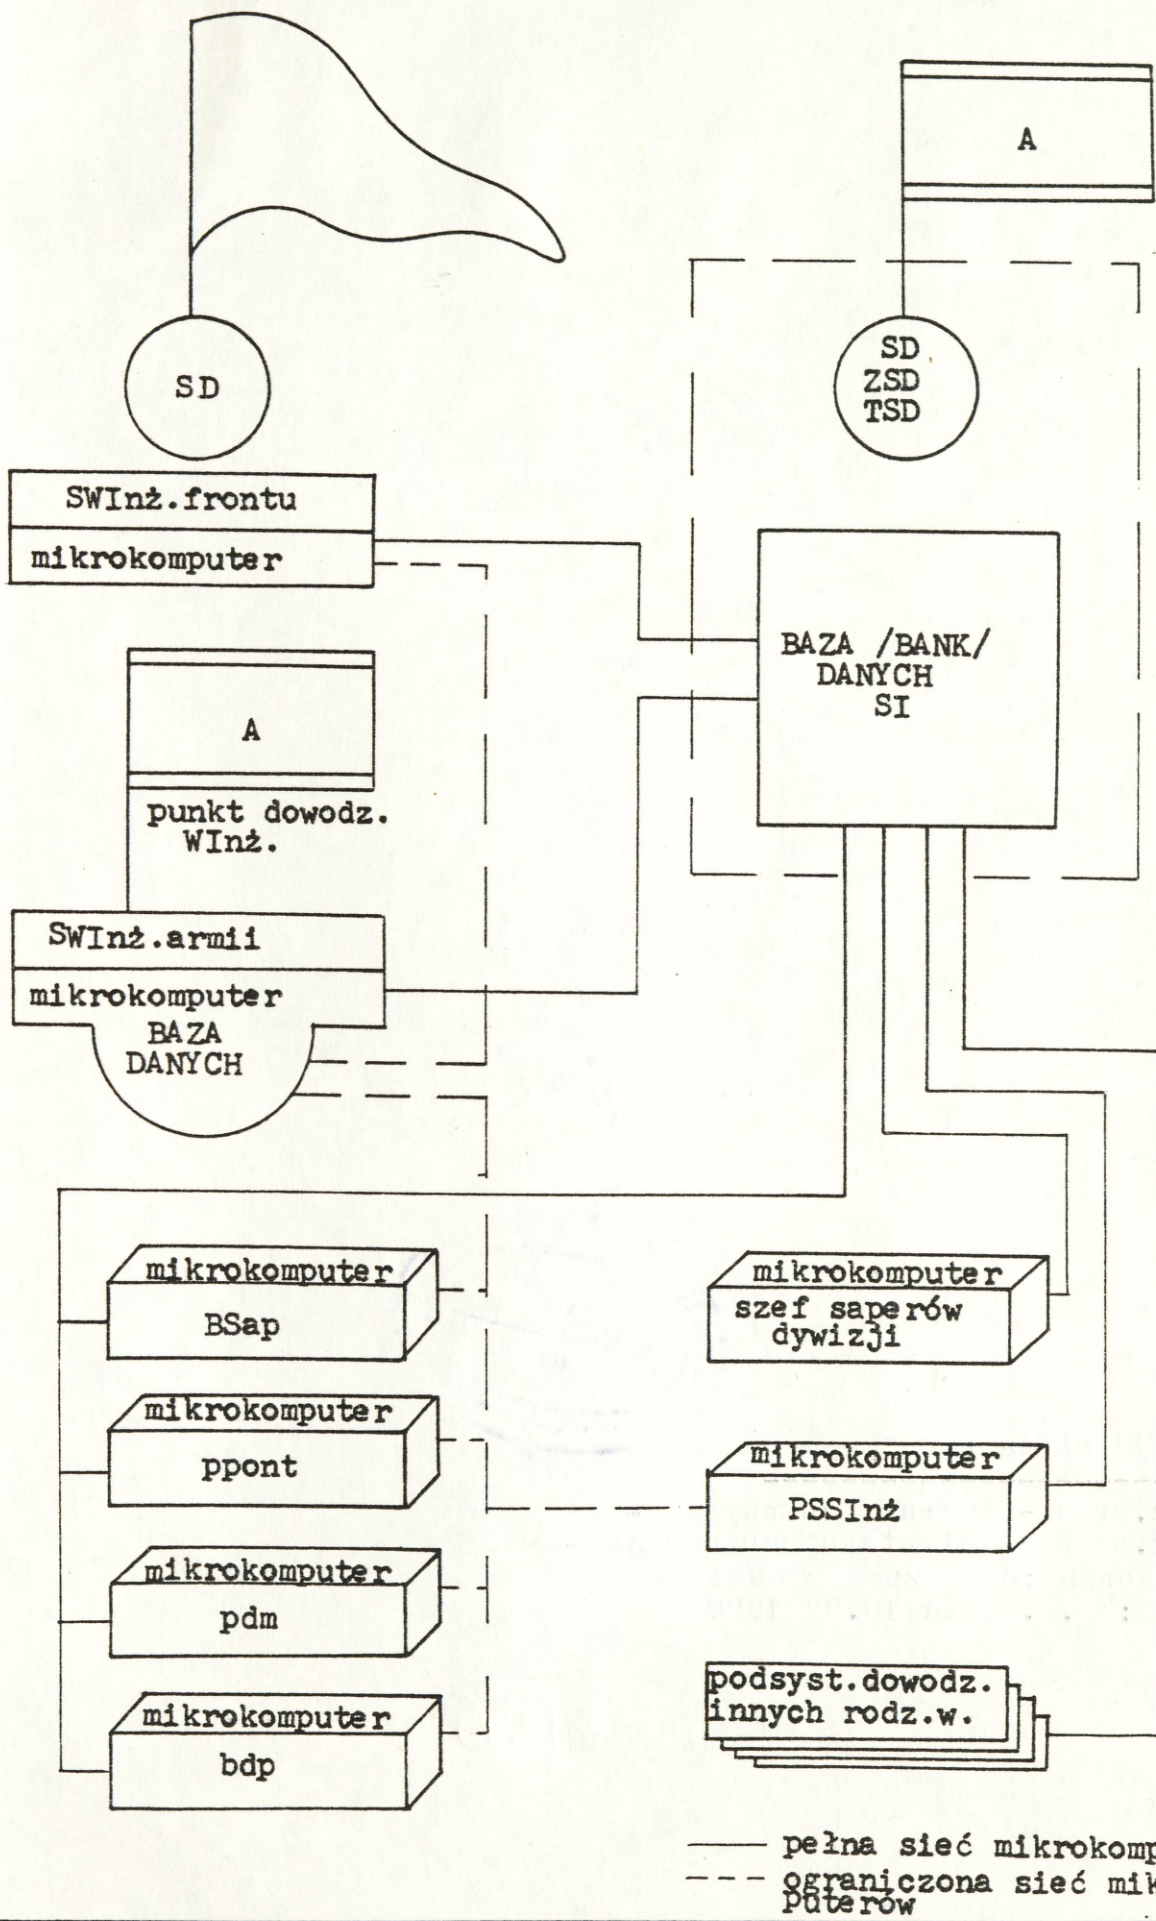 A
SD
SD
ZSD
TSD
SWInż.frontu
mikrokomputer
BAZA /BANK/
DANYCH
SI
A
punkt dowodz.
WInż.
SWInż.armii
mikrokomputer
BAZA
DANYCH
mikrokomputer
BSap
mikrokomputer
szef saperów
dywizji
mikrokomputer
ppont
mikrokomputer
PSSInż
mikrokomputer
pdm
podsyst.dowodz.
innych rodz.w.
mikrokomputer
bdp
pełna sieć mikrokomp
ograniczona sieć mik
puterów